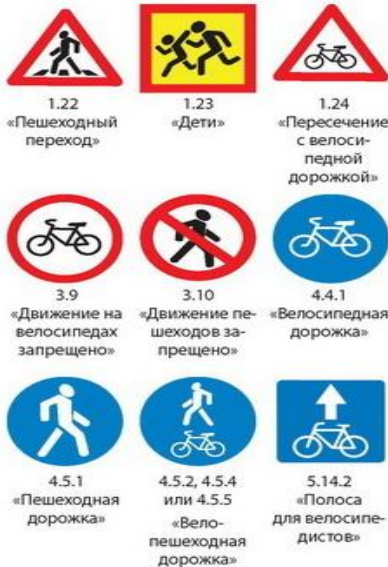 1.22
«Пешеходный
переход»
1.23
«Дети»
1.24
«Пересечение
с велоси-
педной
дорожкой»
3.9
«Движение на
велосипедах
запрещено»
3.10
«Движение пе-
шеходов за-
прещено»
4.4.1
«Велосипедная
дорожка»
4.5.1
«Пешеходная
дорожка»
4.5.2, 4.5.4
или 4.5.5
«Вело-
пешеходная
дорожка»
5.14.2
«Полоса
для велосипе-
дистов»